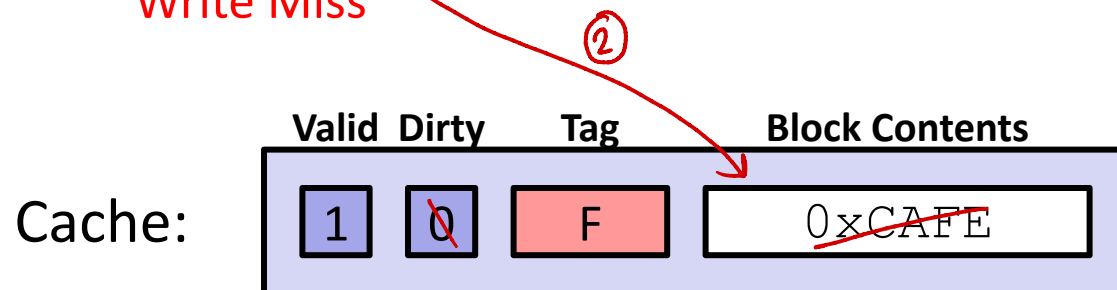 Write Miss
②
Valid Dirty Tag Block Contents
Cache: 1 0 F 0xCAFE